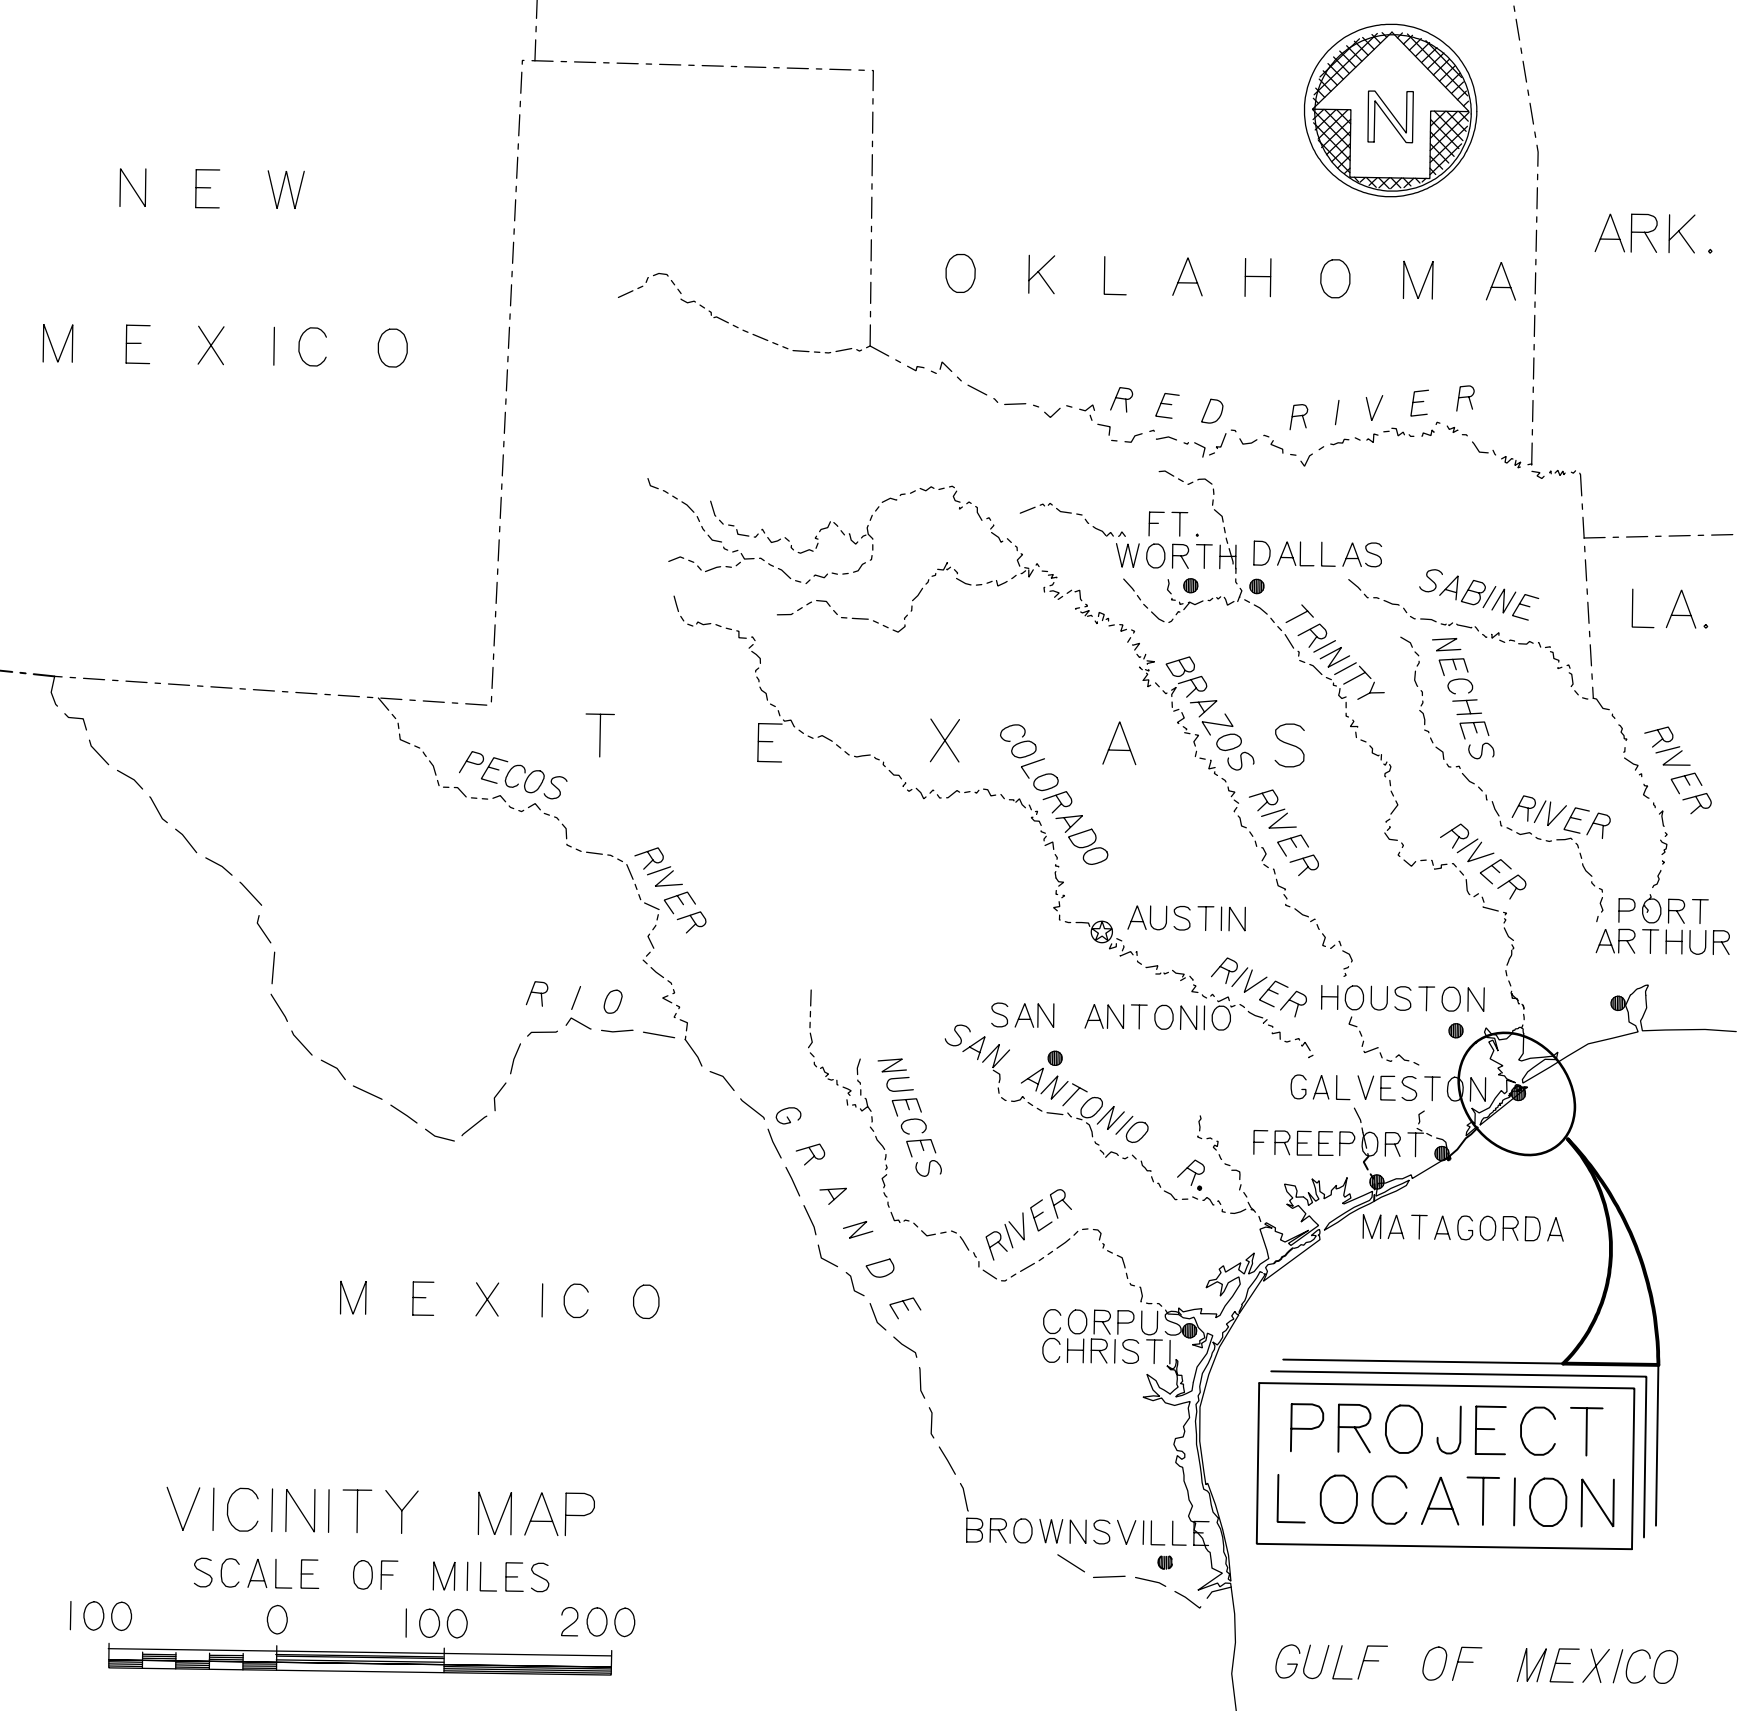 N
NEW
MEXICO
OKLAHOMA
ARK.
RED RIVER
FT.
WORTH
DALLAS
SABINE
RIVER
LA.
TRINITY
RIVER
NECHES
RIVER
BRAZOS RIVER
TEXAS
COLORADO
RIVER
PECOS
RIVER
AUSTIN
PORT
ARTHUR
RIO
GRANDE
SAN ANTONIO
HOUSTON
SAN ANTONIO
R.
NUECES
RIVER
GALVESTON
FREEPORT
MATAGORDA
MEXICO
CORPUS
CHRISTI
PROJECT
LOCATION
BROWNSVILLE
VICINITY MAP
SCALE OF MILES
100 0 100 200
GULF OF MEXICO